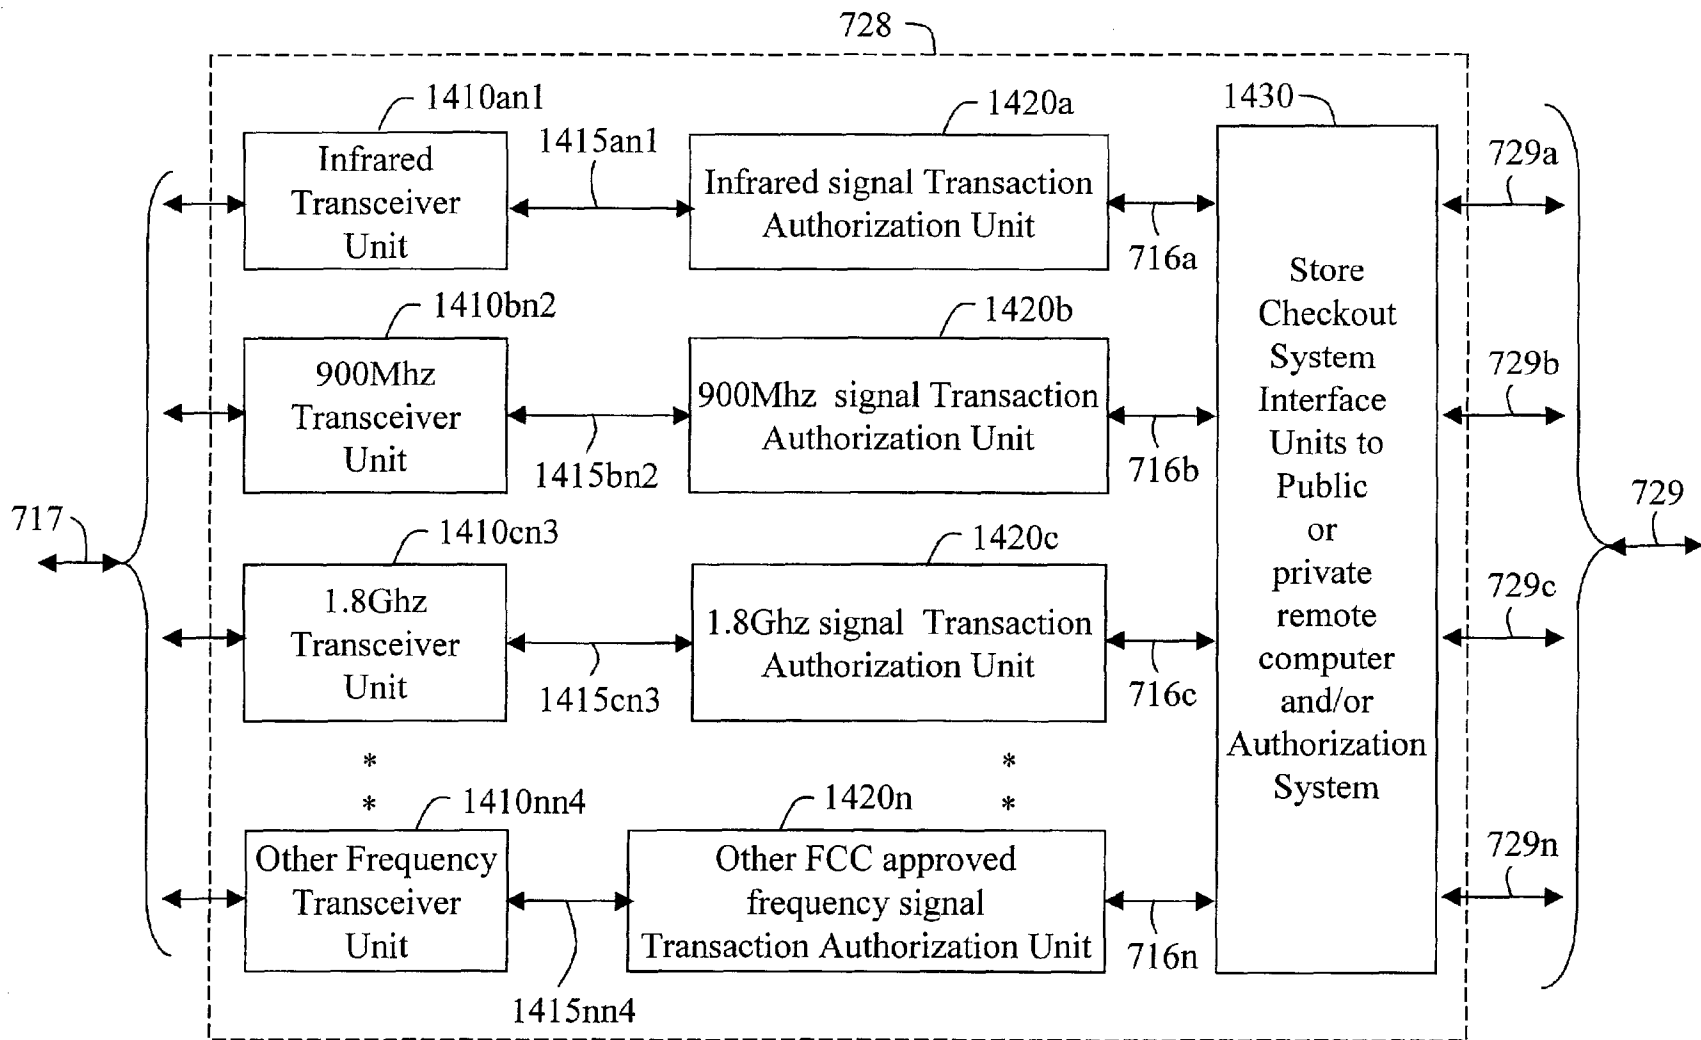 728
1410an1
1415an1
1420a
1430
729a
Infrared
Transceiver
Unit
Infrared signal Transaction
Authorization Unit
716a
1410bn2
1420b
729b
900Mhz
Transceiver
Unit
900Mhz signal Transaction
Authorization Unit
1415bn2
716b
717
1410cn3
1420c
729
1.8Ghz
Transceiver
Unit
1.8Ghz signal Transaction
Authorization Unit
729c
1415cn3
716c
Store
Checkout
System
Interface
Units to
Public
or
private
remote
computer
and/or
Authorization
System
* *
* *
1410nn4
1420n
729n
Other Frequency
Transceiver
Unit
Other FCC approved
frequency signal
Transaction Authorization Unit
716n
1415nn4